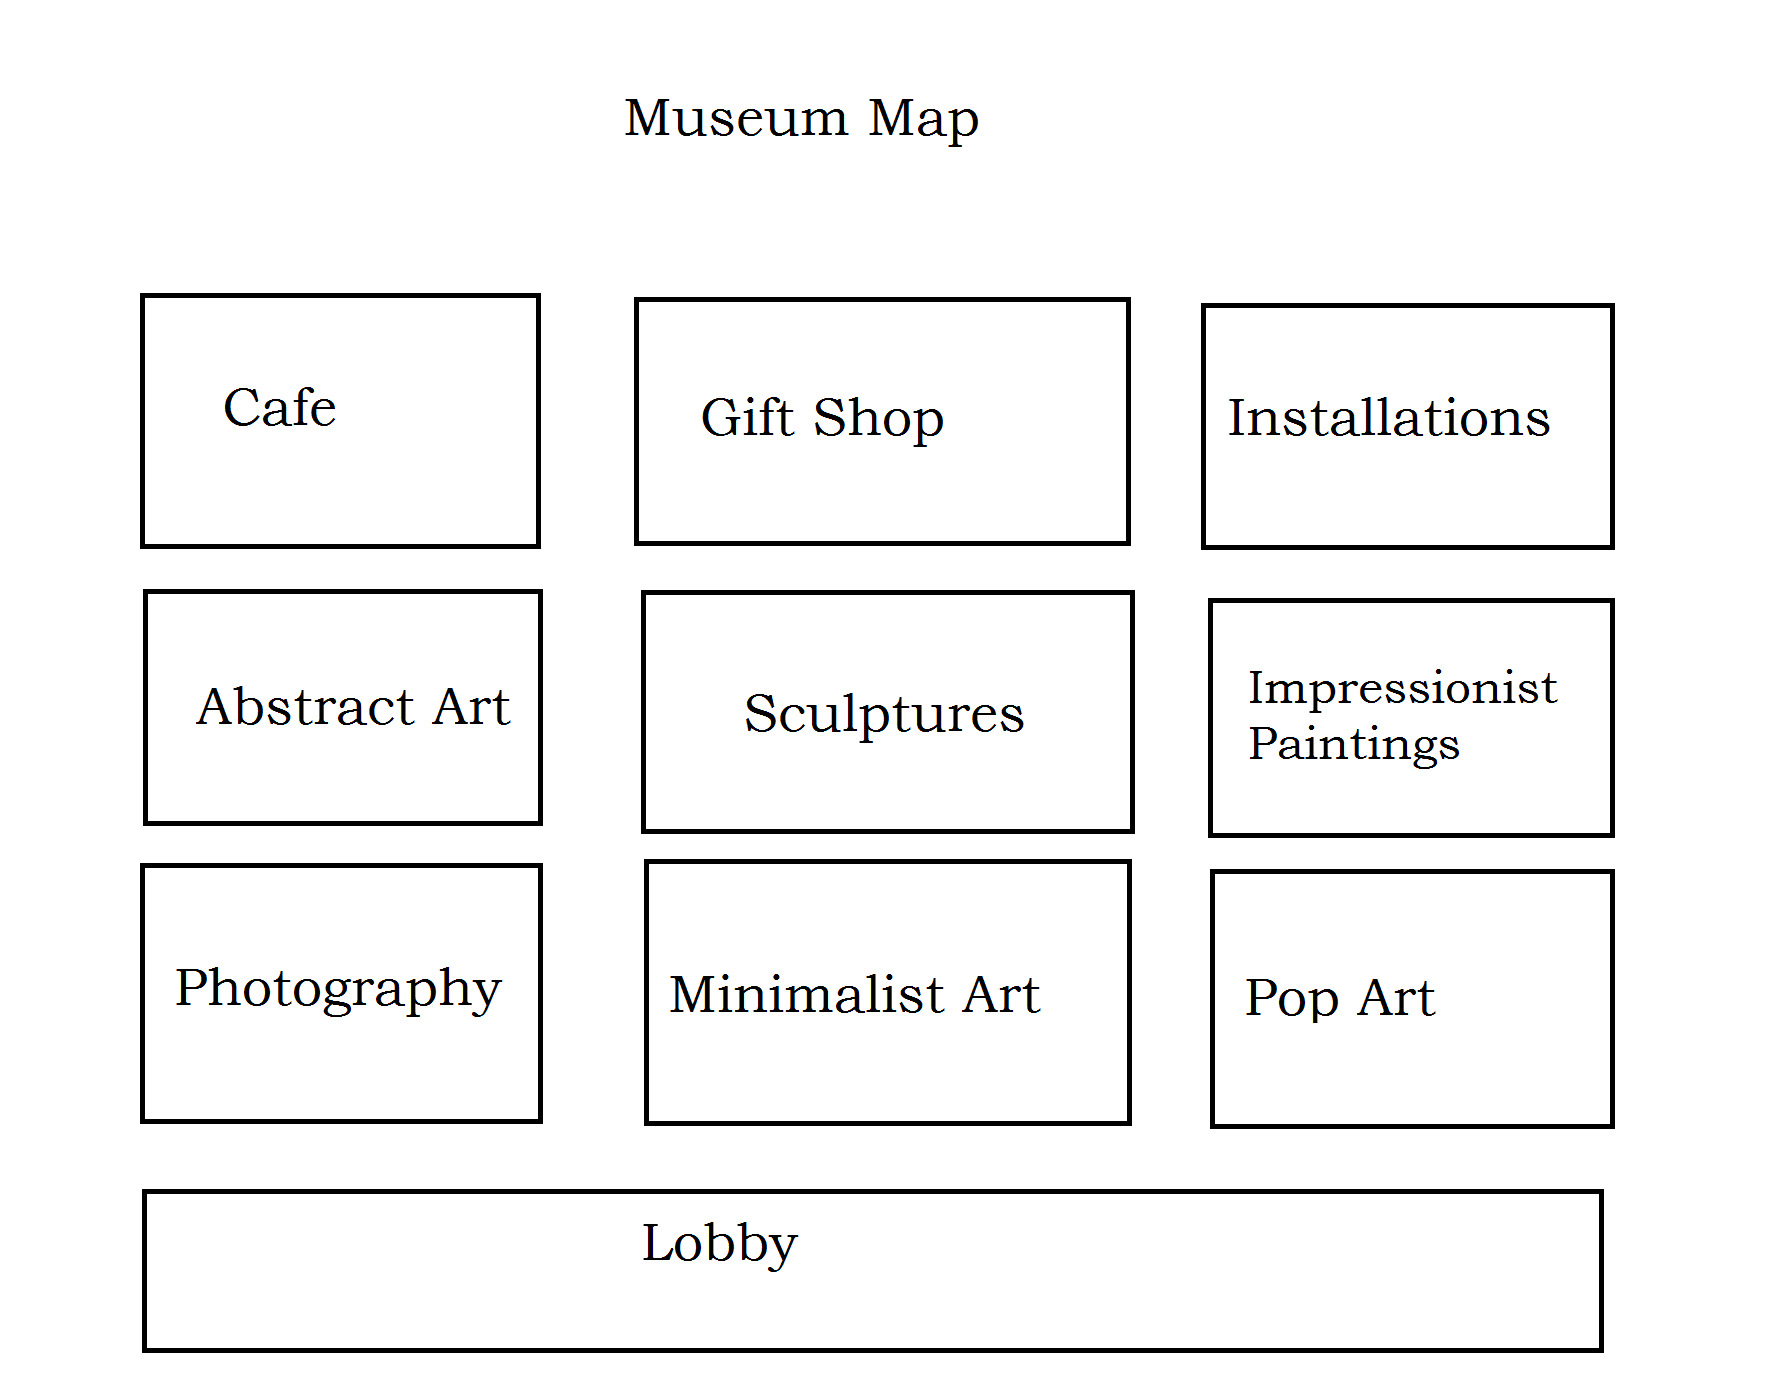 Museum Map
Cafe
Gift Shop
Installations
Abstract Art
Sculptures
Impressionist
Paintings
Photography
Minimalist Art
Pop Art
Lobby